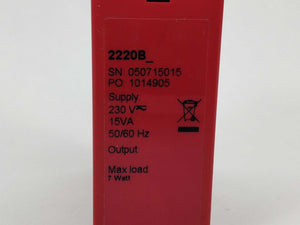 2220B_
SN: 050715015
PO: 1014905
Supply
230 V
15VA
50/60 Hz
Output
Max load
7 Watt